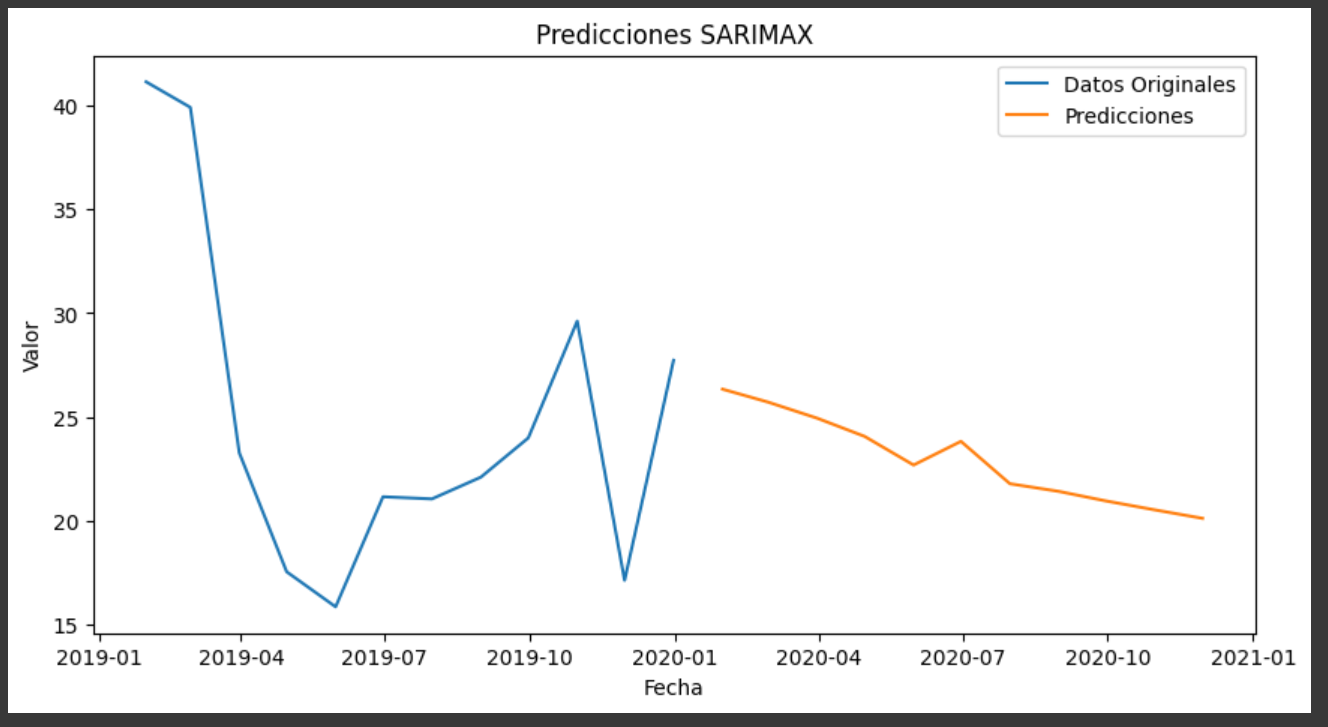 Predicciones SARIMAX
Datos Originales
Predicciones
40
35
30
25
20
15
Valor
2019-01 2019-04 2019-07 2019-10 2020-01 2020-04 2020-07 2020-10 2021-01
Fecha